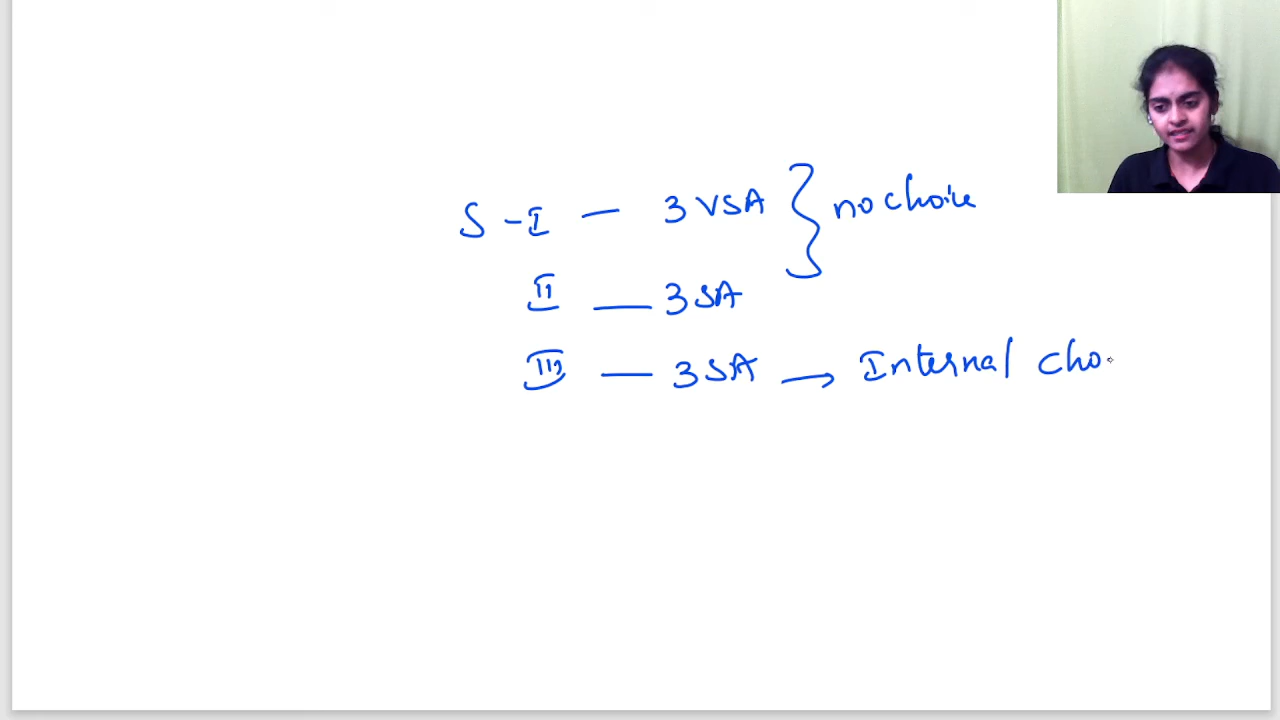 S - I — 3 VSA } no choice
II — 3 SA
III — 3 SA → Internal cho